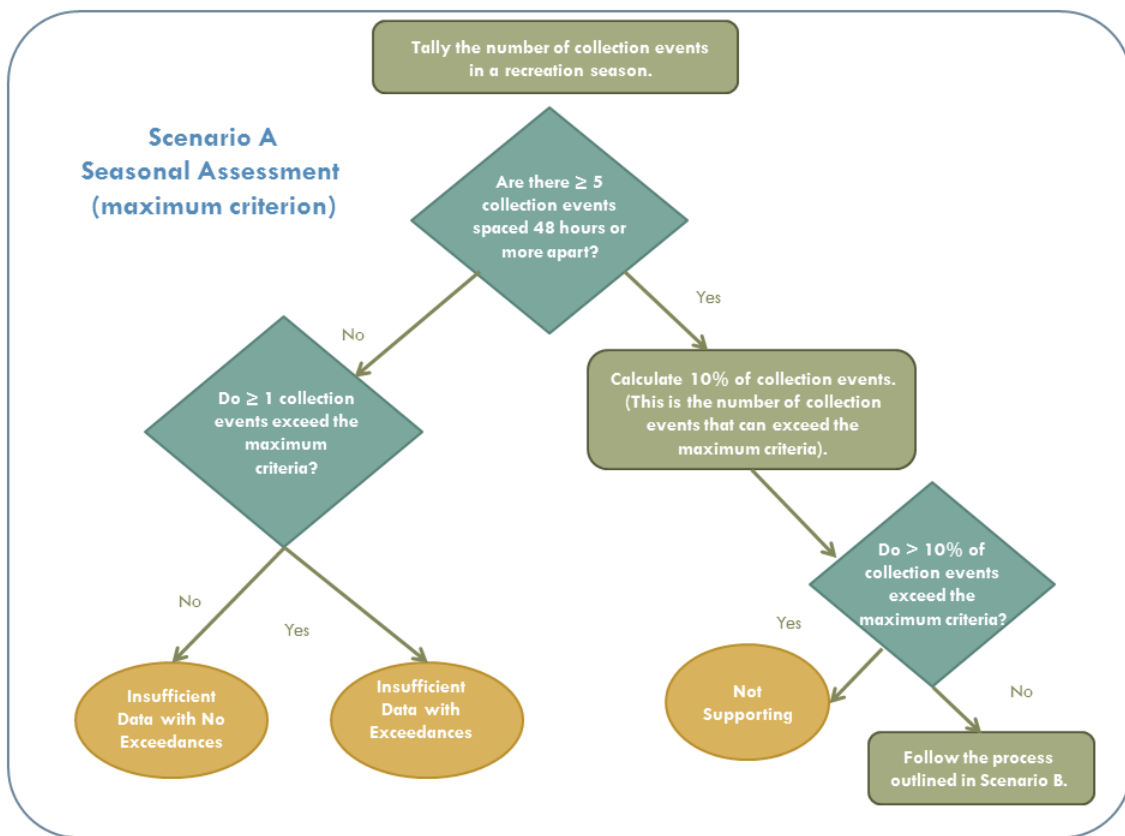 Tally the number of collection events
in a recreation season.
Scenario A
Seasonal Assessment
(maximum criterion)
Are there ≥ 5
collection events
spaced 48 hours or
more apart?
Yes
No
Calculate 10% of collection events.
(This is the number of collection
events that can exceed the
maximum criteria).
Do ≥ 1 collection
events exceed the
maximum
criteria?
Do > 10% of
collection events
exceed the
maximum criteria?
No
Yes
Yes
No
Insufficient
Data with No
Exceedances
Insufficient
Data with
Exceedances
Not
Supporting
Follow the process
outlined in Scenario B.